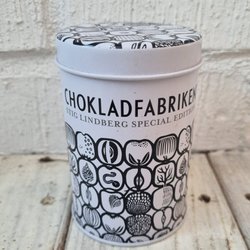 CHOKLADFABRIKEN
STIG LINDBERG SPECIAL EDITION